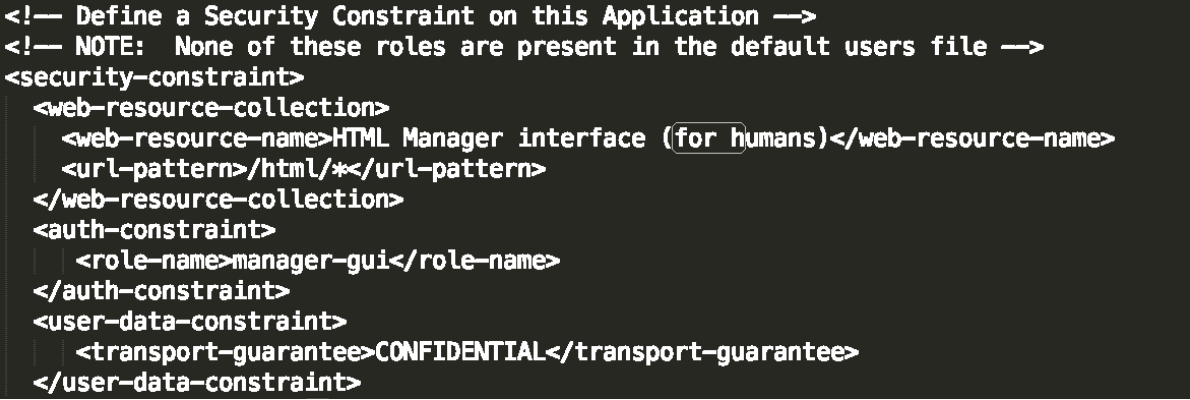 <!-- Define a Security Constraint on this Application -->
<!-- NOTE:  None of these roles are present in the default users file -->
<security-constraint>
  <web-resource-collection>
    <web-resource-name>HTML Manager interface (for humans)</web-resource-name>
    <url-pattern>/html/*</url-pattern>
  </web-resource-collection>
  <auth-constraint>
     <role-name>manager-gui</role-name>
  </auth-constraint>
  <user-data-constraint>
     <transport-guarantee>CONFIDENTIAL</transport-guarantee>
  </user-data-constraint>